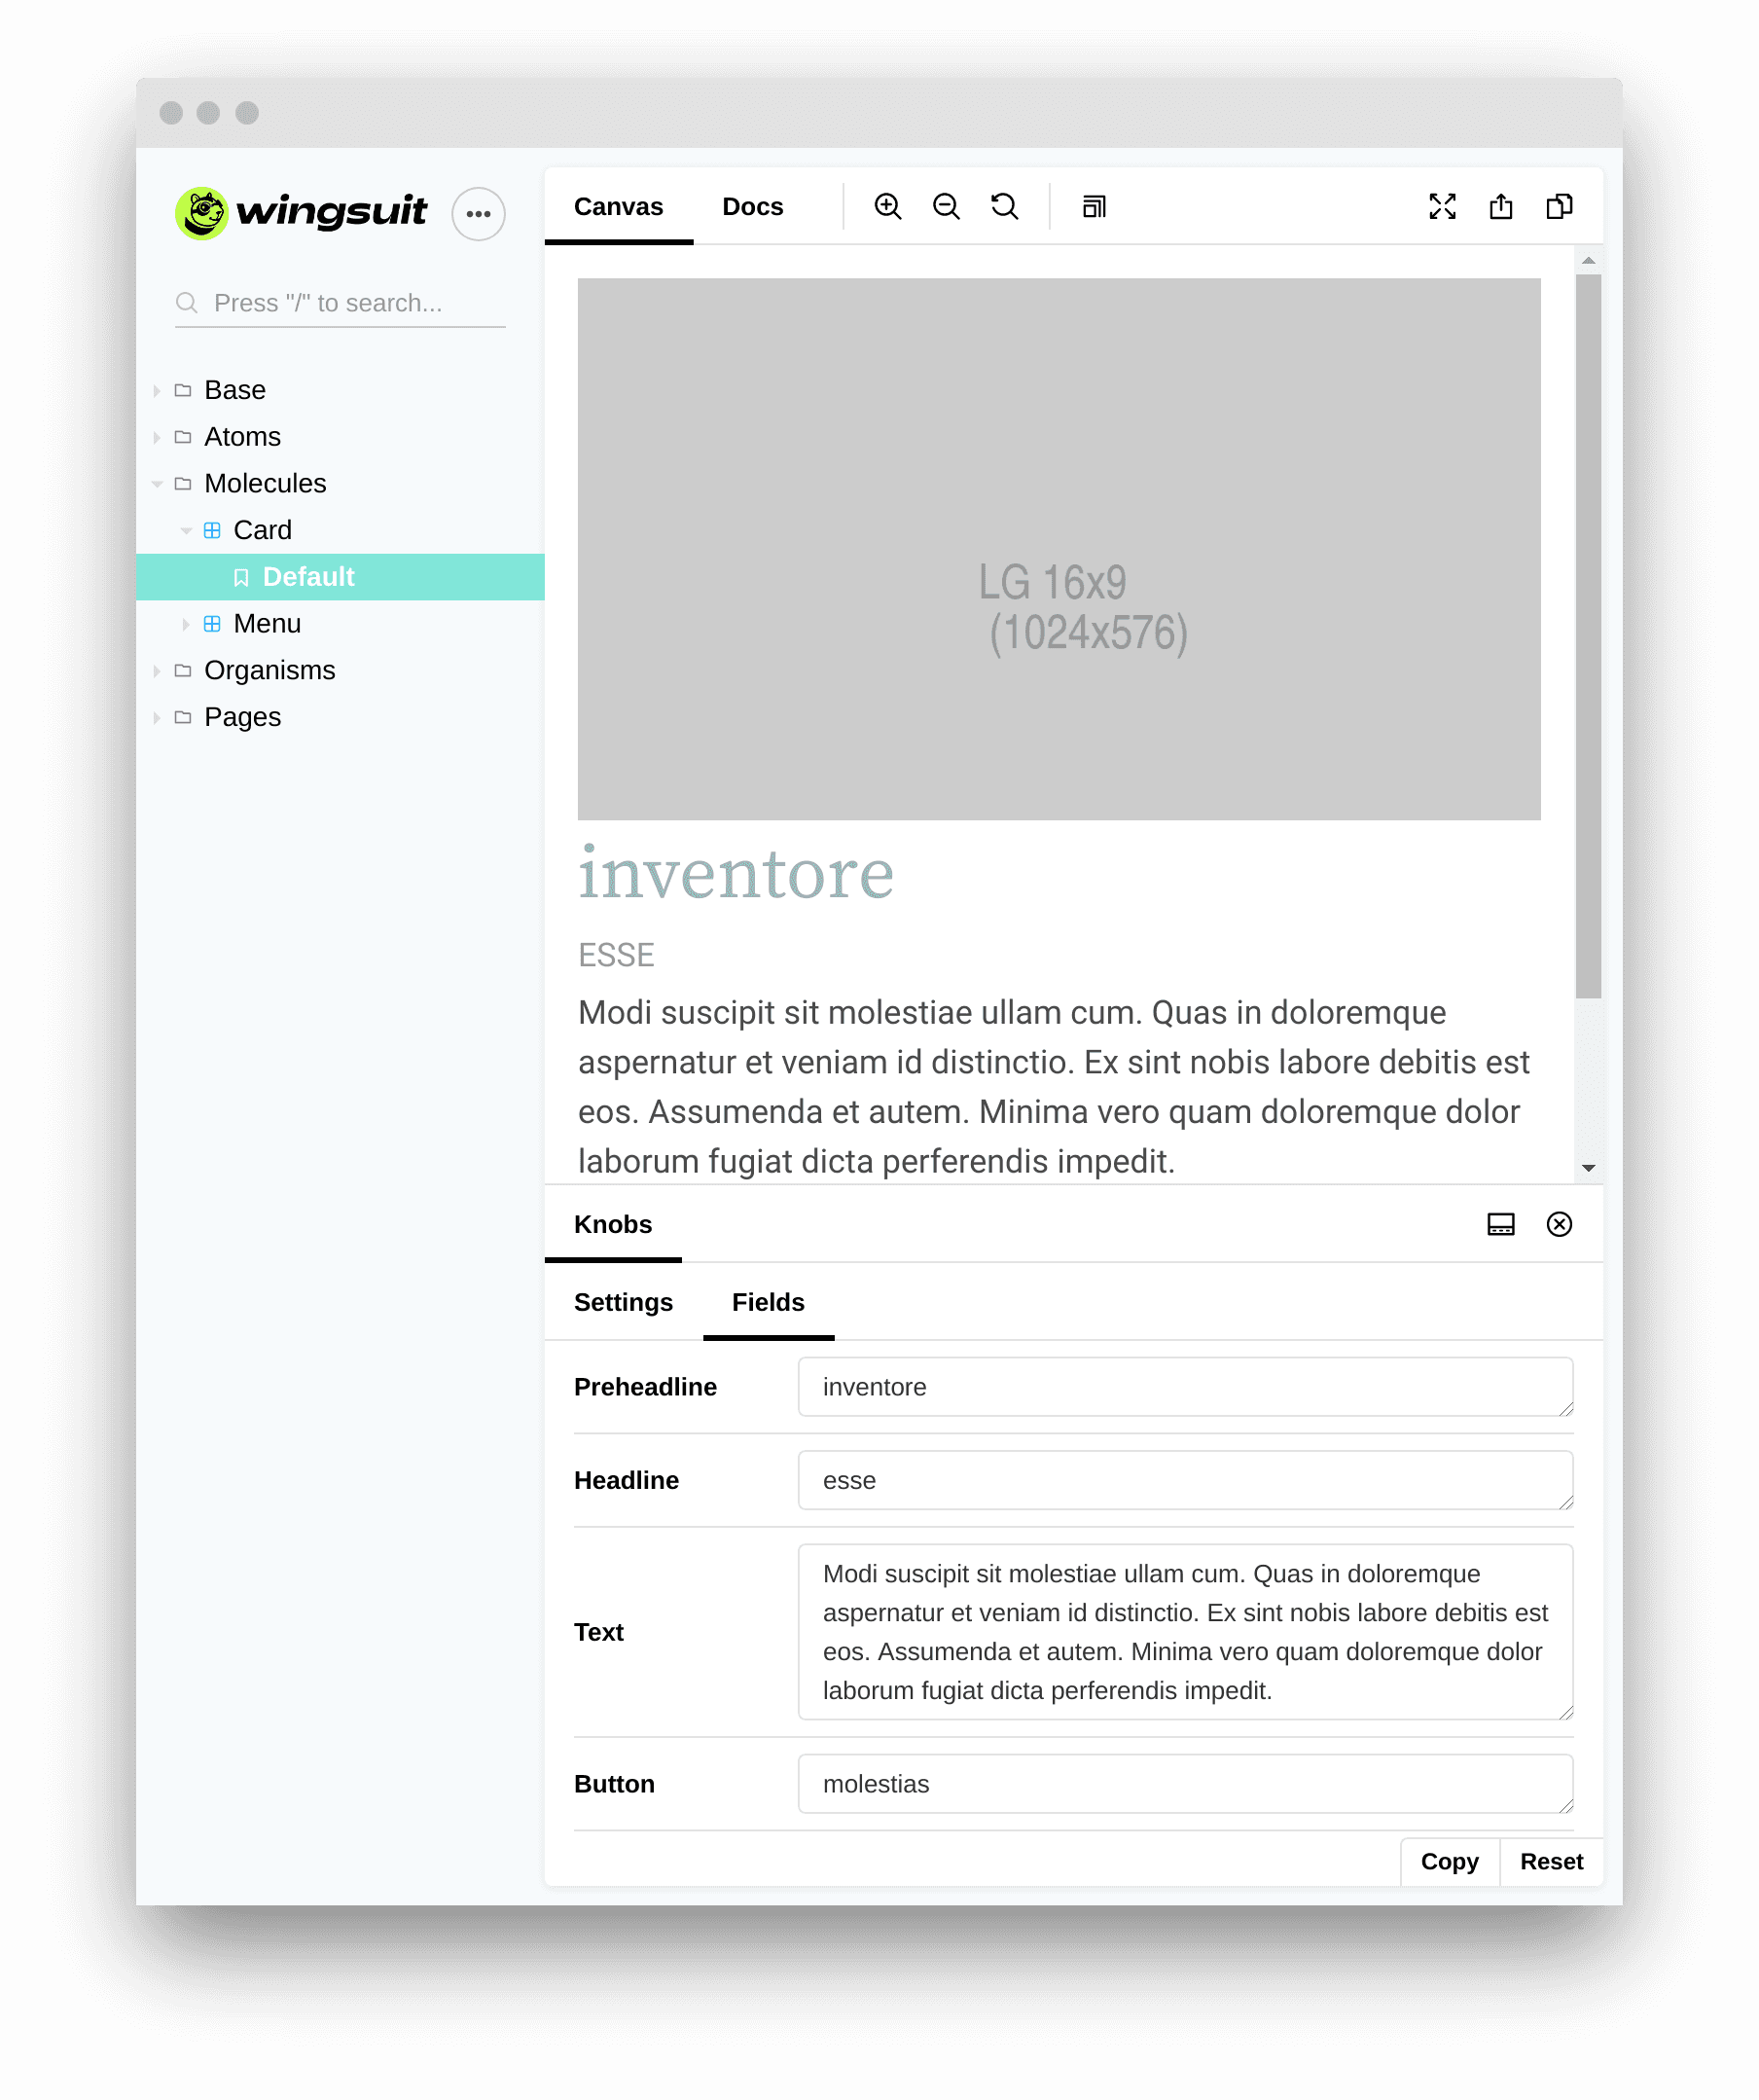 wingsuit
Press "/" to search...
Base
Atoms
Molecules
Card
Default
Menu
Organisms
Pages
Canvas
Docs
LG 16x9
(1024x576)
inventore
ESSE
Modi suscipit sit molestiae ullam cum. Quas in doloremque
aspernatur et veniam id distinctio. Ex sint nobis labore debitis est
eos. Assumenda et autem. Minima vero quam doloremque dolor
laborum fugiat dicta perferendis impedit.
Knobs
Settings
Fields
Preheadline
inventore
Headline
esse
Text
Modi suscipit sit molestiae ullam cum. Quas in doloremque
aspernatur et veniam id distinctio. Ex sint nobis labore debitis est
eos. Assumenda et autem. Minima vero quam doloremque dolor
laborum fugiat dicta perferendis impedit.
Button
molestias
Copy
Reset